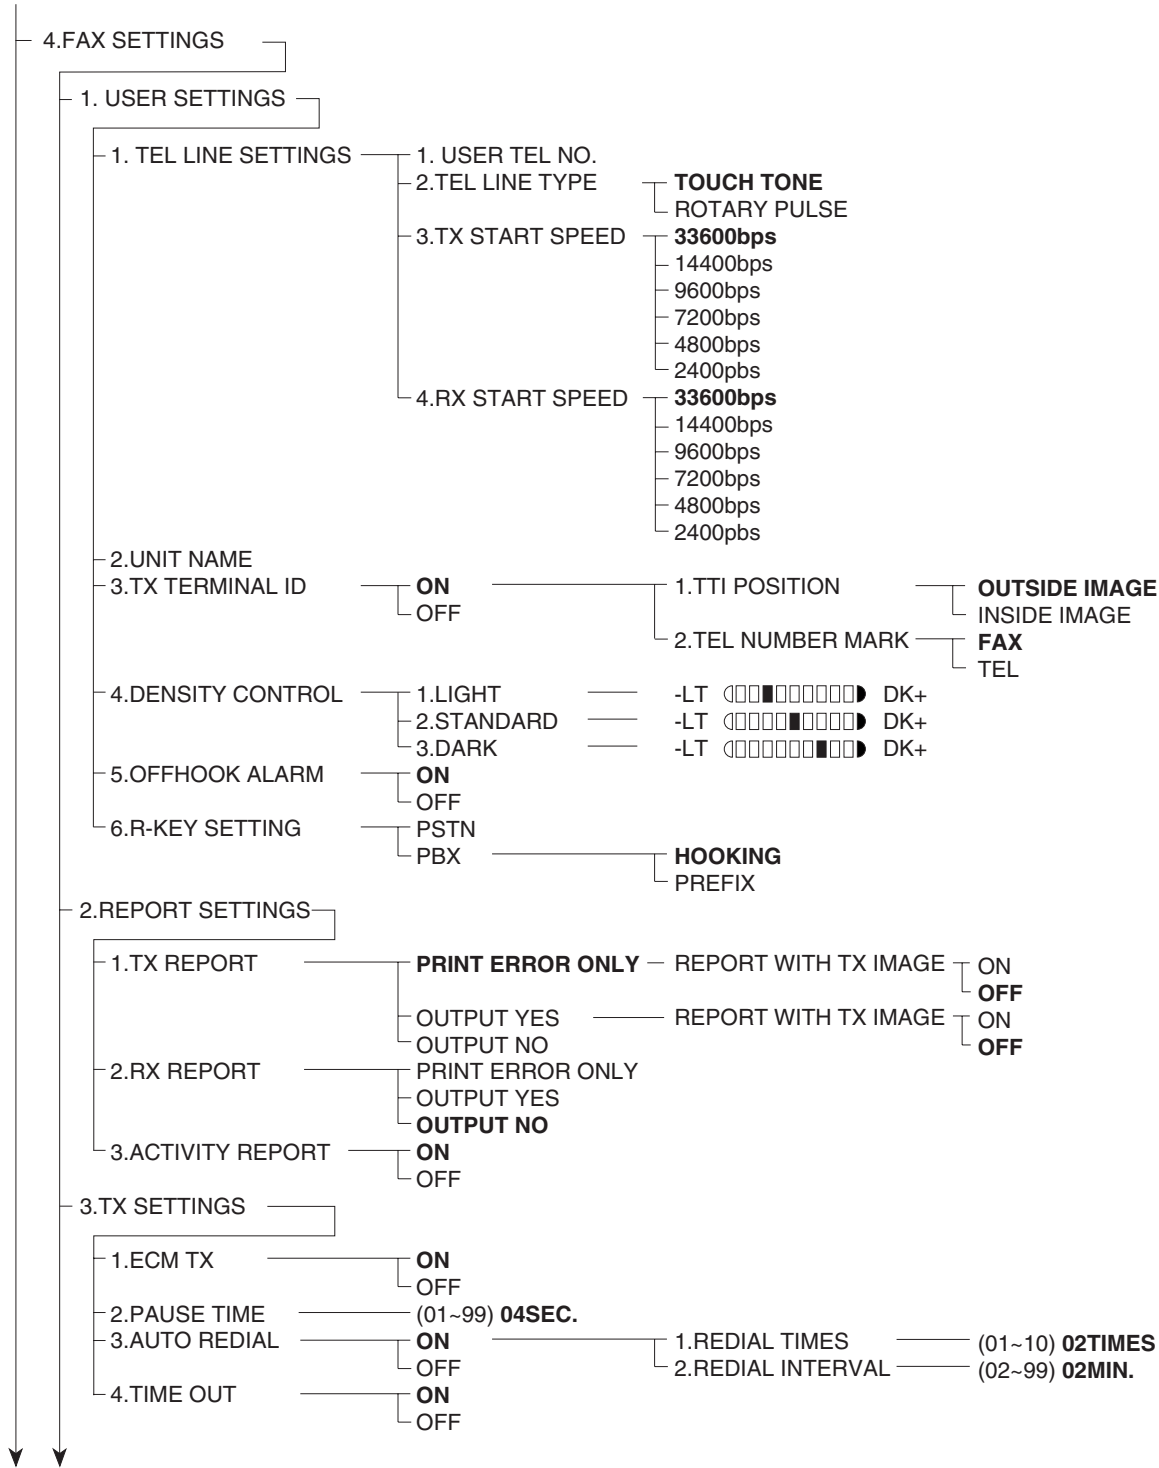 4.FAX SETTINGS
1. USER SETTINGS
1. TEL LINE SETTINGS 1. USER TEL NO.
2.TEL LINE TYPE TOUCH TONE
ROTARY PULSE
3.TX START SPEED 33600bps
14400bps
9600bps
7200bps
4800bps
2400pbs
4.RX START SPEED 33600bps
14400bps
9600bps
7200bps
4800bps
2400pbs
2.UNIT NAME
3.TX TERMINAL ID ON 1.TTI POSITION OUTSIDE IMAGE
OFF INSIDE IMAGE
2.TEL NUMBER MARK FAX
TEL
4.DENSITY CONTROL 1.LIGHT -LT DK+
2.STANDARD -LT DK+
3.DARK -LT DK+
5.OFFHOOK ALARM ON
OFF
6.R-KEY SETTING PSTN
PBX HOOKING
PREFIX
2.REPORT SETTINGS
1.TX REPORT PRINT ERROR ONLY REPORT WITH TX IMAGE ON
OFF
OUTPUT YES REPORT WITH TX IMAGE ON
OUTPUT NO OFF
2.RX REPORT PRINT ERROR ONLY
OUTPUT YES
OUTPUT NO
3.ACTIVITY REPORT ON
OFF
3.TX SETTINGS
1.ECM TX ON
OFF
2.PAUSE TIME (01~99) 04SEC.
3.AUTO REDIAL ON 1.REDIAL TIMES (01~10) 02TIMES
OFF 2.REDIAL INTERVAL (02~99) 02MIN.
4.TIME OUT ON
OFF